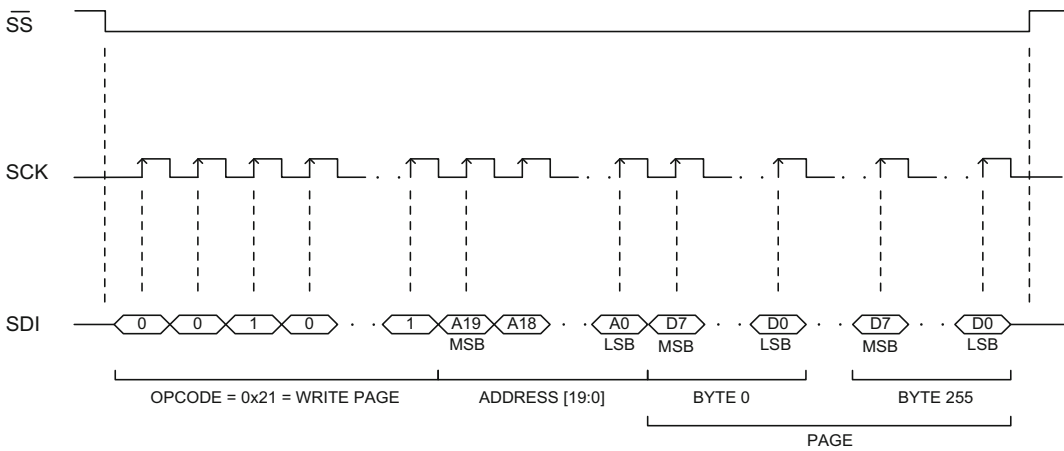 SS
SCK
SDI
0 0 1 0 . . 1 A19 A18 . . A0 D7 . . D0 . . D7 . . D0
MSB LSB MSB LSB MSB LSB
OPCODE = 0x21 = WRITE PAGE ADDRESS [19:0] BYTE 0 BYTE 255
PAGE